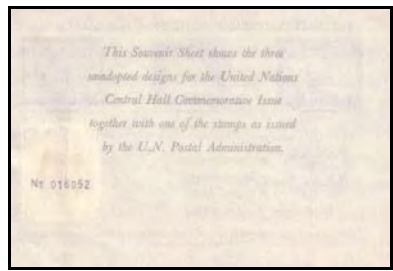 This Souvenir Sheet shows the three
unadopted designs for the United Nations
Central Hall Commemorative Issue
together with one of the stamps as issued
by the U.N. Postal Administration.
Nº 016052